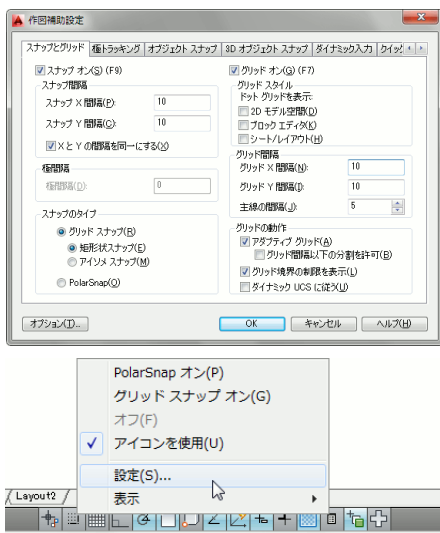 作図補助設定
スナップとグリッド 極トラッキング オブジェクト スナップ 3D オブジェクト スナップ ダイナミック入力 クイッ
スナップ オン(S) (F9)
スナップ間隔
スナップ X 間隔(P): 10
スナップ Y 間隔(C): 10
X と Y の間隔を同一にする(X)
極間隔
極間隔(D): 0
スナップのタイプ
グリッド スナップ(R)
矩形状スナップ(E)
アイソメ スナップ(M)
PolarSnap(O)
グリッド オン(G) (F7)
グリッド スタイル
ドット グリッドを表示:
2D モデル空間(D)
ブロック エディタ(K)
シート/レイアウト(H)
グリッド間隔
グリッド X 間隔(N): 10
グリッド Y 間隔(I): 10
主線の間隔(J): 5
グリッドの動作
アダプティブ グリッド(A)
グリッド間隔以下の分割を許可(B)
グリッド境界の制限を表示(L)
ダイナミック UCS に従う(U)
オプション(T)... OK キャンセル ヘルプ(H)
PolarSnap オン(P)
グリッド スナップ オン(G)
オフ(F)
アイコンを使用(U)
設定(S)...
表示
Layout2